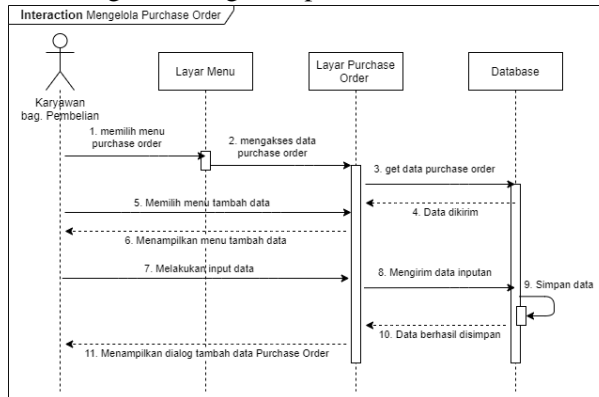 Interaction Mengelola Purchase Order
Layar Menu
Layar Purchase
Order
Database
Karyawan
bag. Pembelian
1. memilih menu
purchase order
2. mengakses data
purchase order
3. get data purchase order
4. Data dikirim
5. Memilih menu tambah data
6. Menampilkan menu tambah data
7. Melakukan input data
8. Mengirim data inputan
9. Simpan data
10. Data berhasil disimpan
11. Menampilkan dialog tambah data Purchase Order